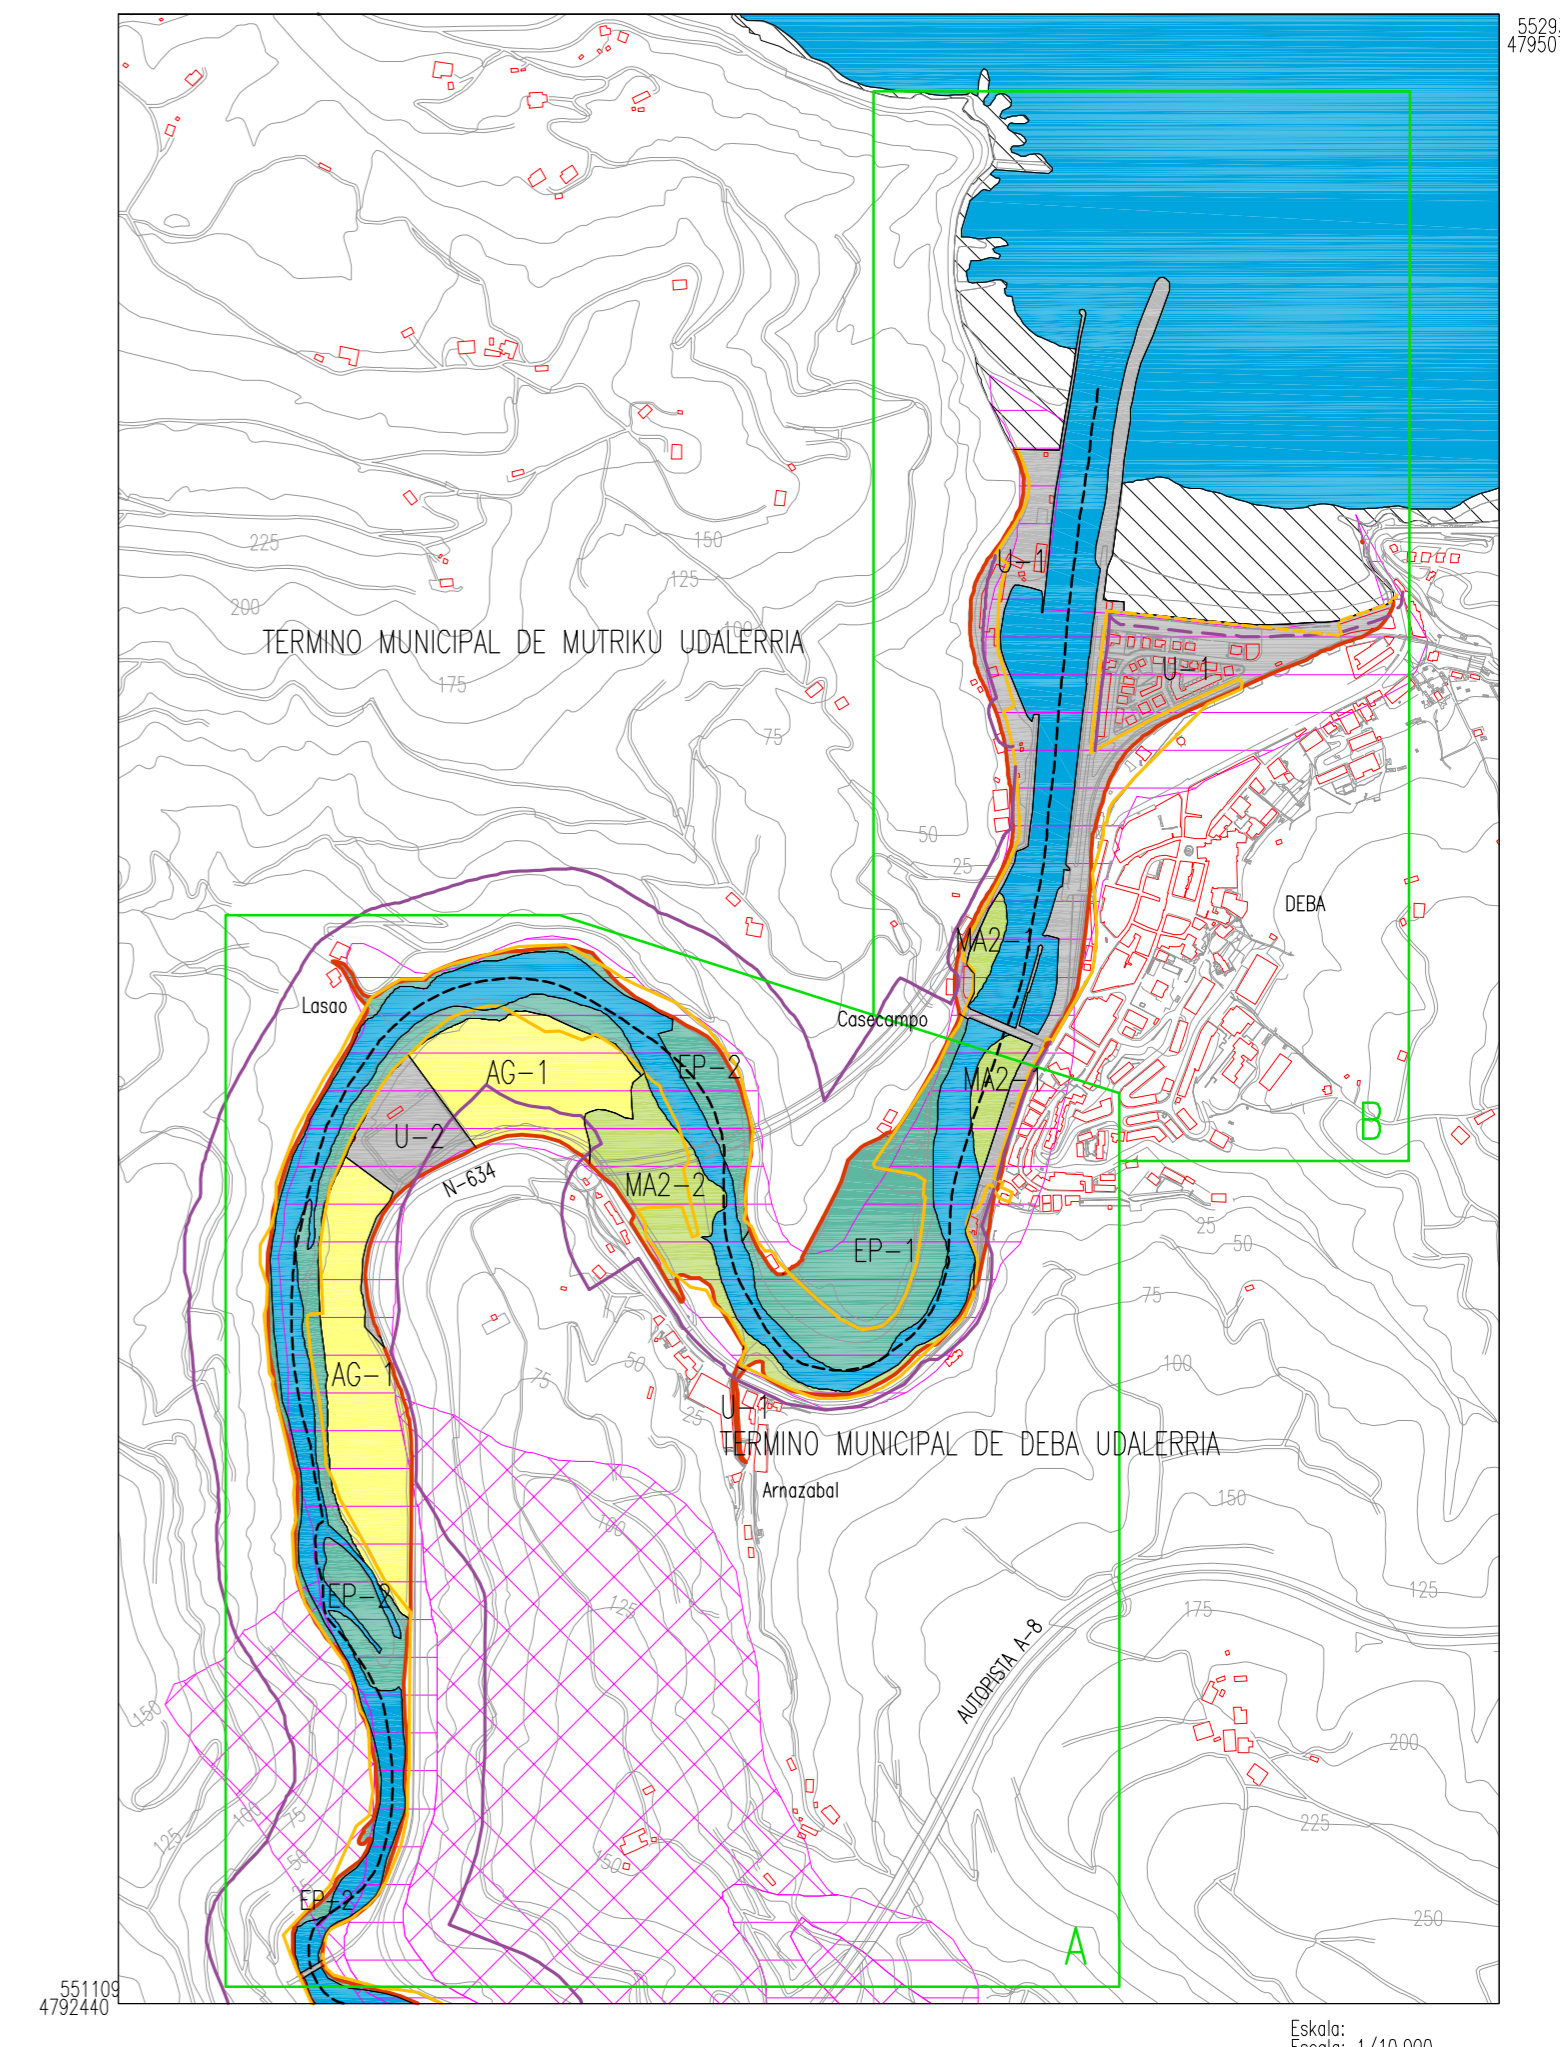 5529
47950
225
150
125
200
100
TERMINO MUNICIPAL DE MUTRIKU UDALERRIA
175
75
U-1
U-1
50
25
DEBA
MA2-
Lasao
Casecampo
EP-2
AG-1
MA2-1
B
U-2
N-634
MA2-2
EP-1
25
50
75
100
50
75
AG-1
25
U-1
TERMINO MUNICIPAL DE DEBA UDALERRIA
Arnazabal
150
100
EP-2
125
125
175
AUTOPISTA A-8
150
200
100
75
125
225
50
150
EP-2
250
A
551109
4792440
Eskala:
Escala: 1/10.000